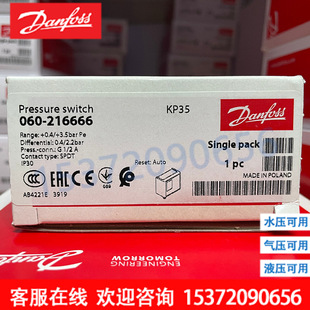 Danfoss
Pressure switch
KP35
060-216666
Danfoss
Range: +0.4/+3.5bar Pe
Differential: 0.4/2.2bar
Press.-conn.: G 1/2 A
Contact type: SPDT
IP30
Reset: Auto
Single pack
1 pc
MADE IN POLAND
AB4221E 3919
15372090656
ENGINEERING
TOMORROW
水压可用
气压可用
液压可用
客服在线 欢迎咨询 15372090656